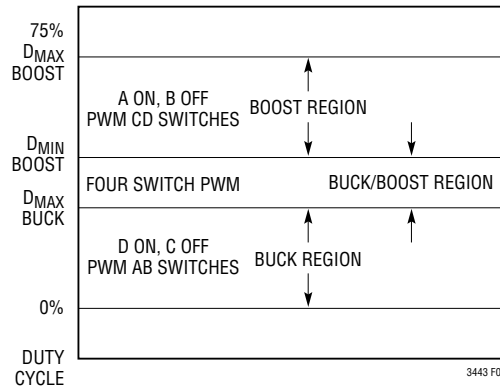 75%
DMAX
BOOST
A ON, B OFF
PWM CD SWITCHES
BOOST REGION
DMIN
BOOST
FOUR SWITCH PWM
BUCK/BOOST REGION
DMAX
BUCK
D ON, C OFF
PWM AB SWITCHES
BUCK REGION
0%
DUTY
CYCLE
3443 F0